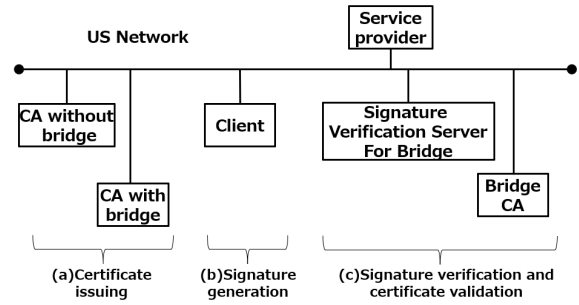 US Network
Service
provider
CA without
bridge
CA with
bridge
Client
Signature
Verification Server
For Bridge
Bridge
CA
(a)Certificate
issuing
(b)Signature
generation
(c)Signature verification and
certificate validation